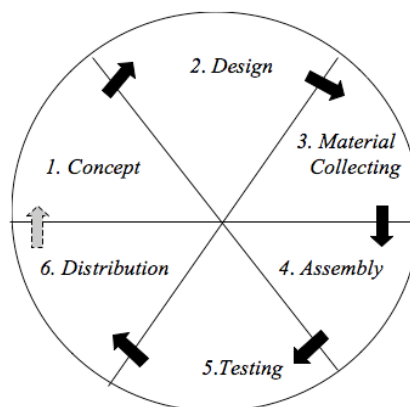 1. Concept
2. Design
3. Material
Collecting
4. Assembly
5.Testing
6. Distribution